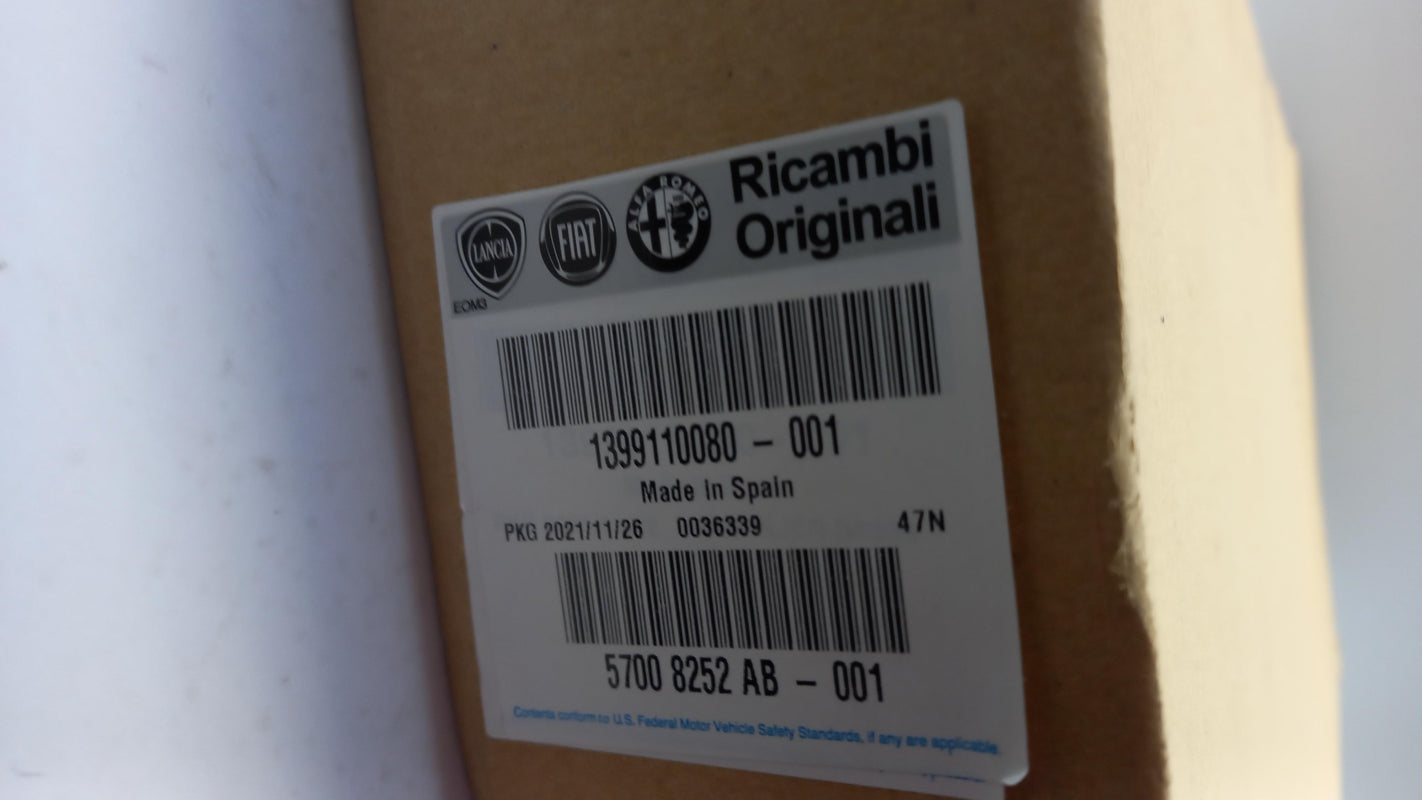 LANCIA FIAT ALFA ROMEO Ricambi
Originali
EOM3
1399110080 - 001
Made in Spain
PKG 2021/11/26 0036339 47N
5700 8252 AB - 001
Contents conform to U.S. Federal Motor Vehicle Safety Standards, if any are applicable.